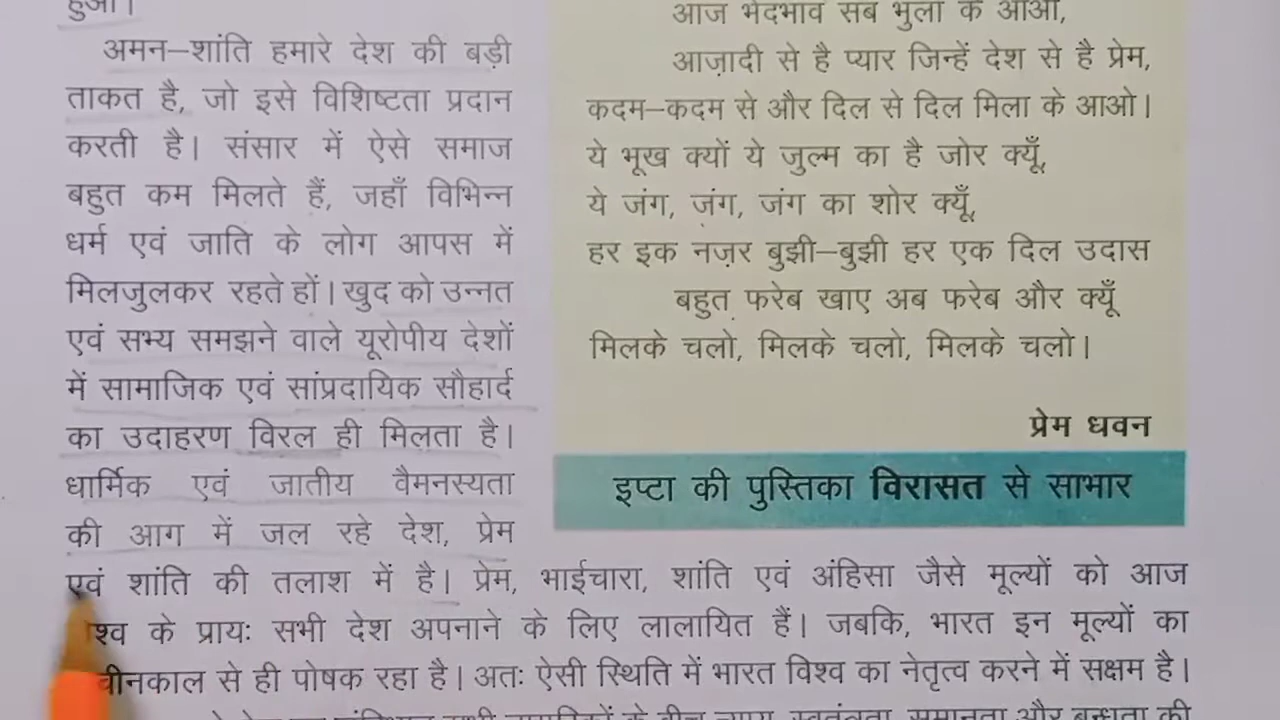 हुआ।
अमन–शांति हमारे देश की बड़ी
ताकत है, जो इसे विशिष्टता प्रदान
करती है। संसार में ऐसे समाज
बहुत कम मिलते हैं, जहाँ विभिन्न
धर्म एवं जाति के लोग आपस में
मिलजुलकर रहते हों। खुद को उन्नत
एवं सभ्य समझने वाले यूरोपीय देशों
में सामाजिक एवं सांप्रदायिक सौहार्द
का उदाहरण विरल ही मिलता है।
धार्मिक एवं जातीय वैमनस्यता
की आग में जल रहे देश, प्रेम
एवं शांति की तलाश में है। प्रेम, भाईचारा, शांति एवं अंहिसा जैसे मूल्यों को आज
के प्रायः सभी देश अपनाने के लिए लालायित हैं। जबकि, भारत इन मूल्यों का
से ही पोषक रहा है। अतः ऐसी स्थिति में भारत विश्व का नेतृत्व करने में सक्षम है।
आज भेदभाव सब भुला के आओ,
आज़ादी से है प्यार जिन्हें देश से है प्रेम,
कदम–कदम से और दिल से दिल मिला के आओ।
ये भूख क्यों ये जुल्म का है जोर क्यूँ,
ये जंग, जंग, जंग का शोर क्यूँ,
हर इक नज़र बुझी–बुझी हर एक दिल उदास
बहुत फरेब खाए अब फरेब और क्यूँ
मिलके चलो, मिलके चलो, मिलके चलो।
प्रेम धवन
इप्टा की पुस्तिका विरासत से साभार